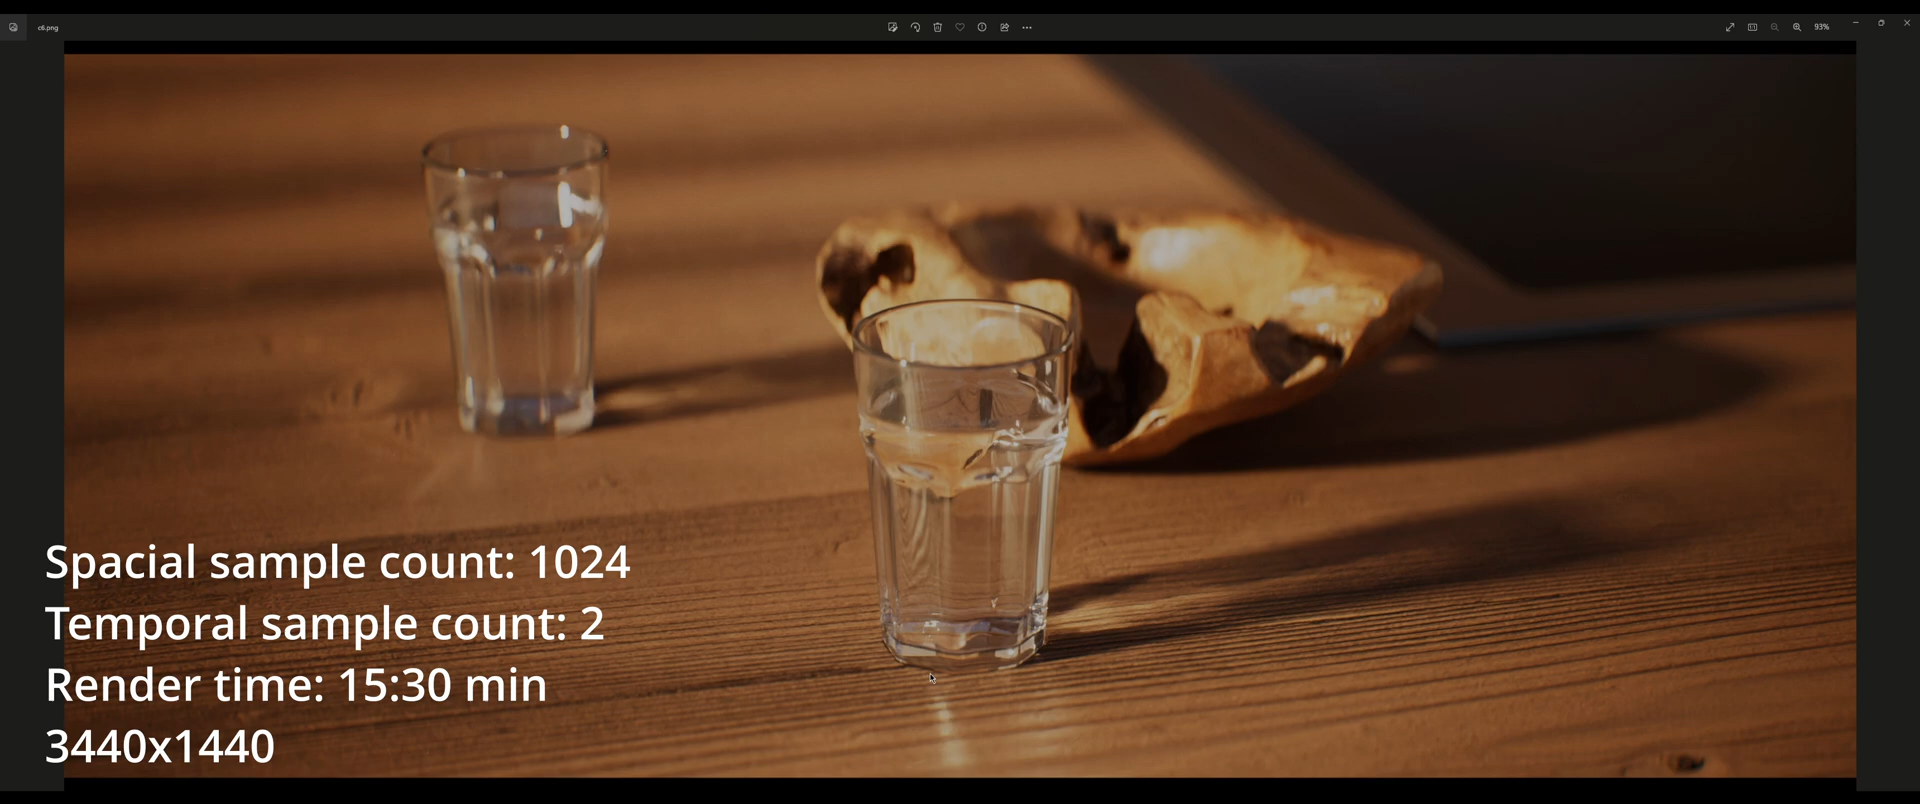 c6.png
93%
Spacial sample count: 1024
Temporal sample count: 2
Render time: 15:30 min
3440x1440